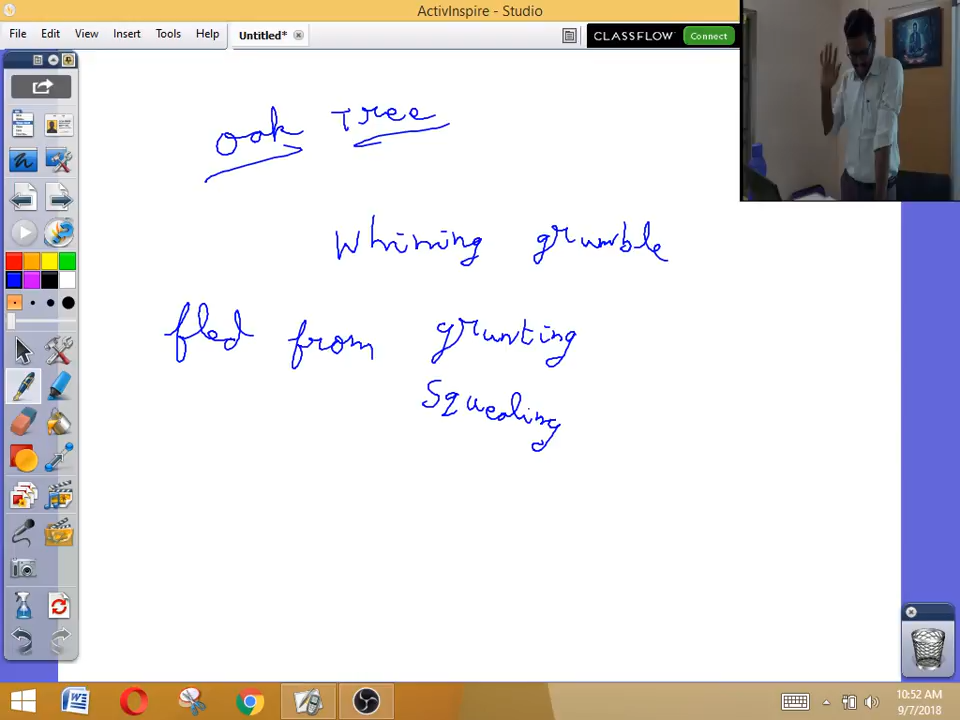 ActivInspire - Studio
File Edit View Insert Tools Help Untitled* CLASSFLOW Connect
Oak Tree
Whining grumble
fled from grunting
Squealing
10:52 AM
9/7/2018